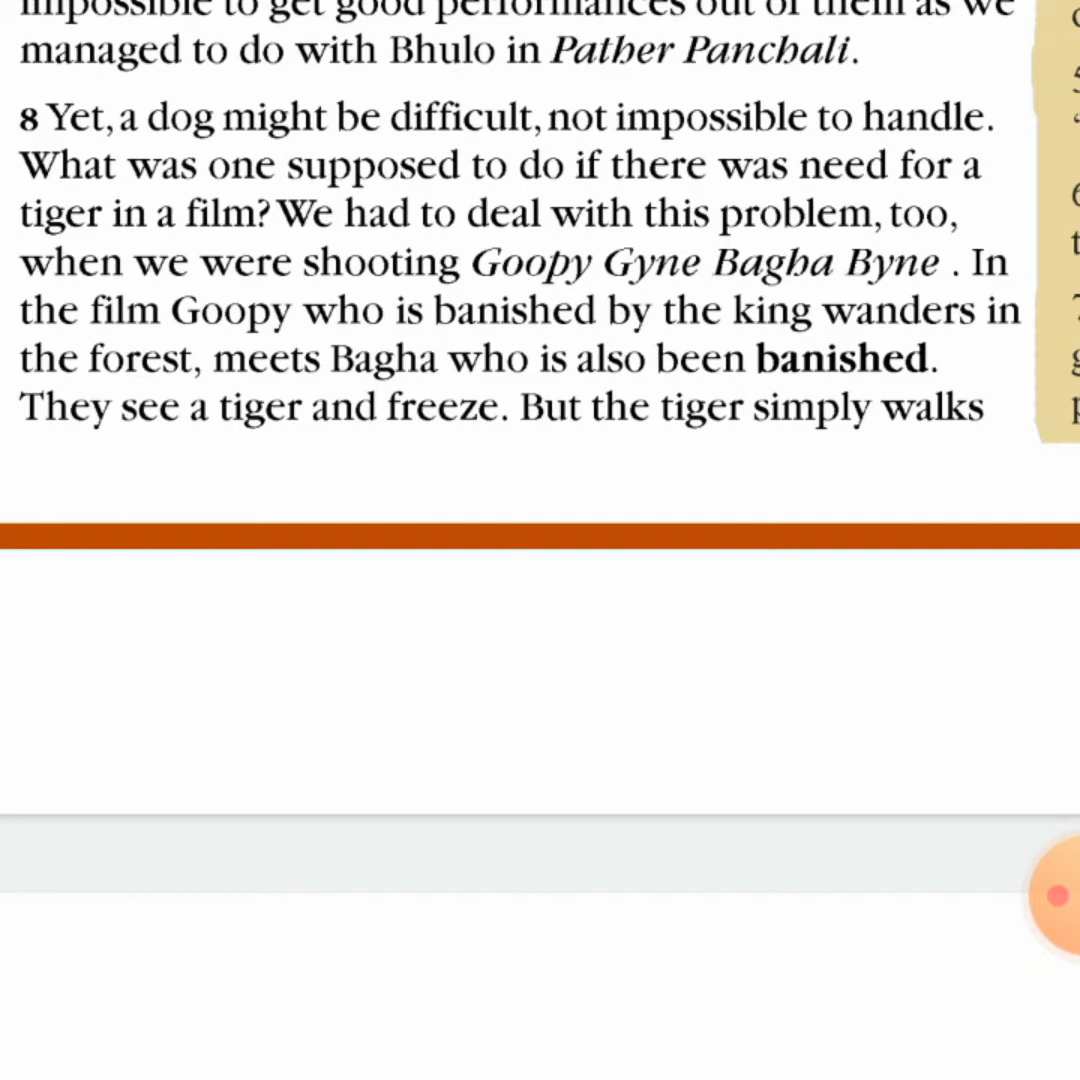 impossible to get good performances out of them as we
managed to do with Bhulo in Pather Panchali.
8 Yet, a dog might be difficult, not impossible to handle.
What was one supposed to do if there was need for a
tiger in a film? We had to deal with this problem, too,
when we were shooting Goopy Gyne Bagha Byne . In
the film Goopy who is banished by the king wanders in
the forest, meets Bagha who is also been banished.
They see a tiger and freeze. But the tiger simply walks